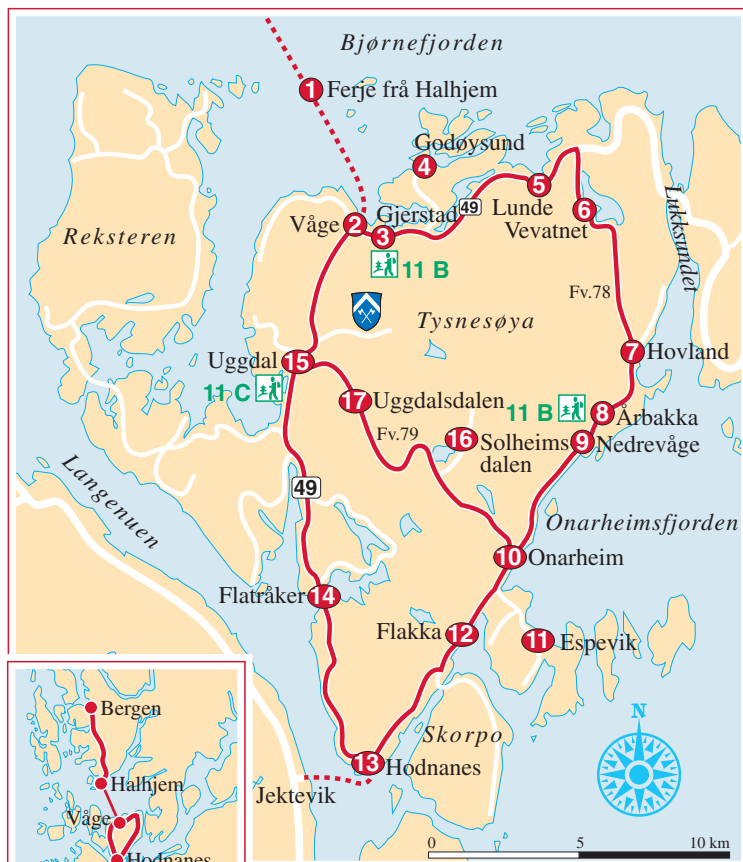 Bjørnefjorden
1 Ferje frå Halhjem
Godøysund
4
Lukksundet
5
49
Lunde
6
Vevatnet
2
Våge
Gjerstad
3
Reksteren
11 B
Fv.78
Tysnesøya
7 Hovland
Uggdal 15
11 C
17 Uggdalsdalen
11 B
8
Årbakka
Fv.79
16 Solheims
dalen
9 Nedrevåge
Langenuen
49
Onarheimsfjorden
10 Onarheim
Flatråker 14
Flakka 12
11 Espevik
Skorpo
N
13 Hodnanes
Jektevik
Bergen
Halhjem
Våge
Hodnanes
0 5 10 km